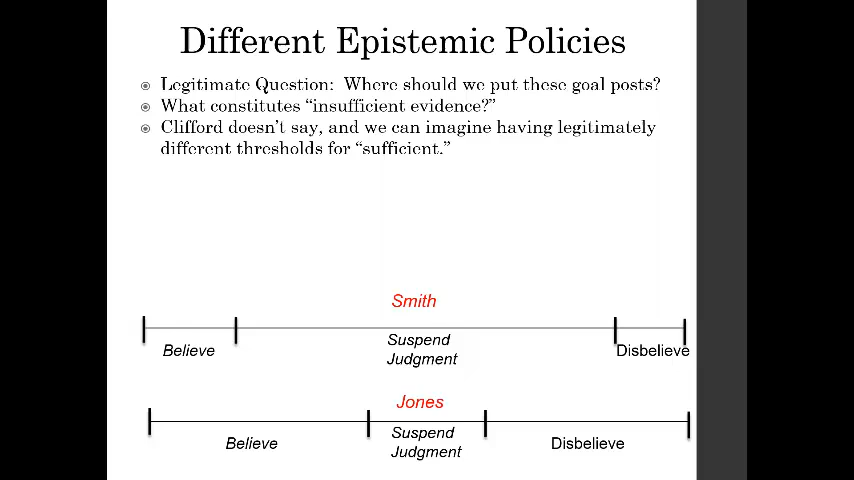 Different Epistemic Policies
Legitimate Question: Where should we put these goal posts?
What constitutes “insufficient evidence?”
Clifford doesn’t say, and we can imagine having legitimately
different thresholds for “sufficient.”
Smith
Believe
Suspend
Judgment
Disbelieve
Jones
Believe
Suspend
Judgment
Disbelieve